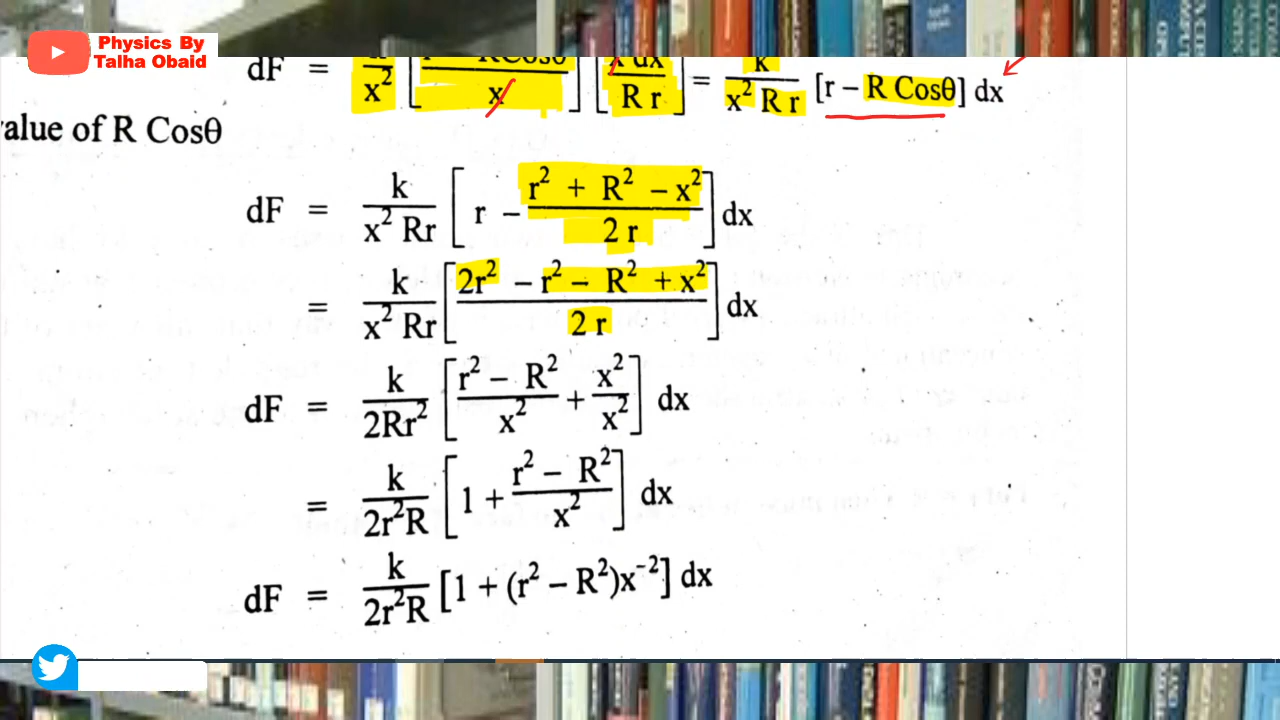 Physics By
Talha Obaid
dF = x² [r − RCosθ / x] [x dx / R r] = k / x² R r [r − R Cosθ] dx
value of R Cosθ
dF = k / x² Rr [r − r² + R² − x² / 2 r] dx
= k / x² Rr [2r² − r² − R² + x² / 2 r] dx
dF = k / 2Rr² [r² − R² / x² + x² / x²] dx
= k / 2r²R [1 + r² − R² / x²] dx
dF = k / 2r²R [1 + (r² − R²)x⁻²] dx